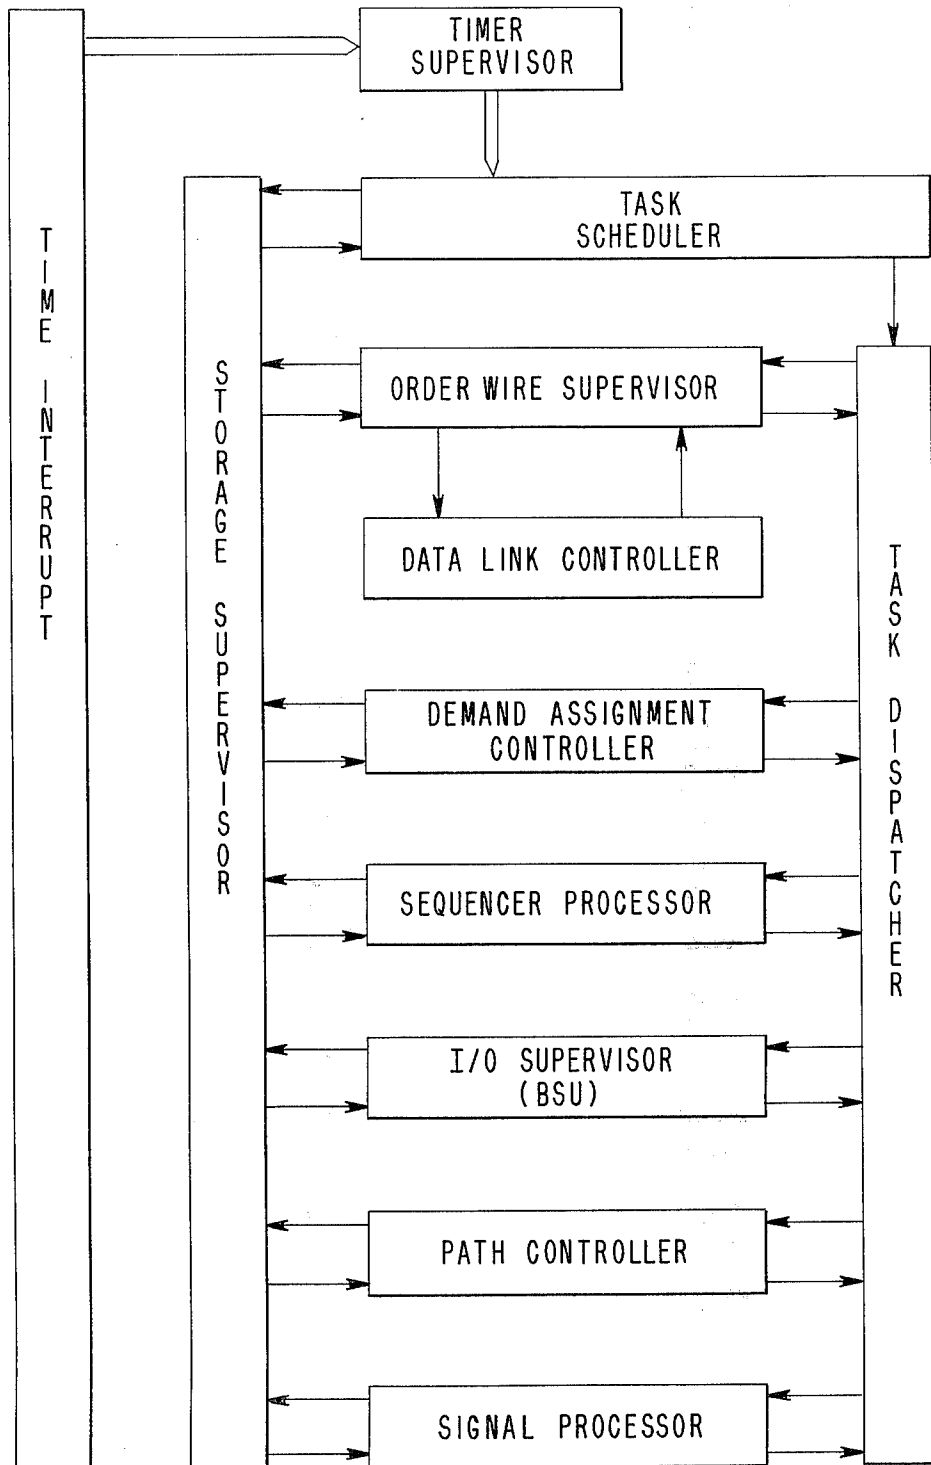 TIMER
SUPERVISOR
TASK
SCHEDULER
TIME INTERRUPT
STORAGE SUPERVISOR
ORDER WIRE SUPERVISOR
DATA LINK CONTROLLER
TASK DISPATCHER
DEMAND ASSIGNMENT
CONTROLLER
SEQUENCER PROCESSOR
I/O SUPERVISOR
(BSU)
PATH CONTROLLER
SIGNAL PROCESSOR